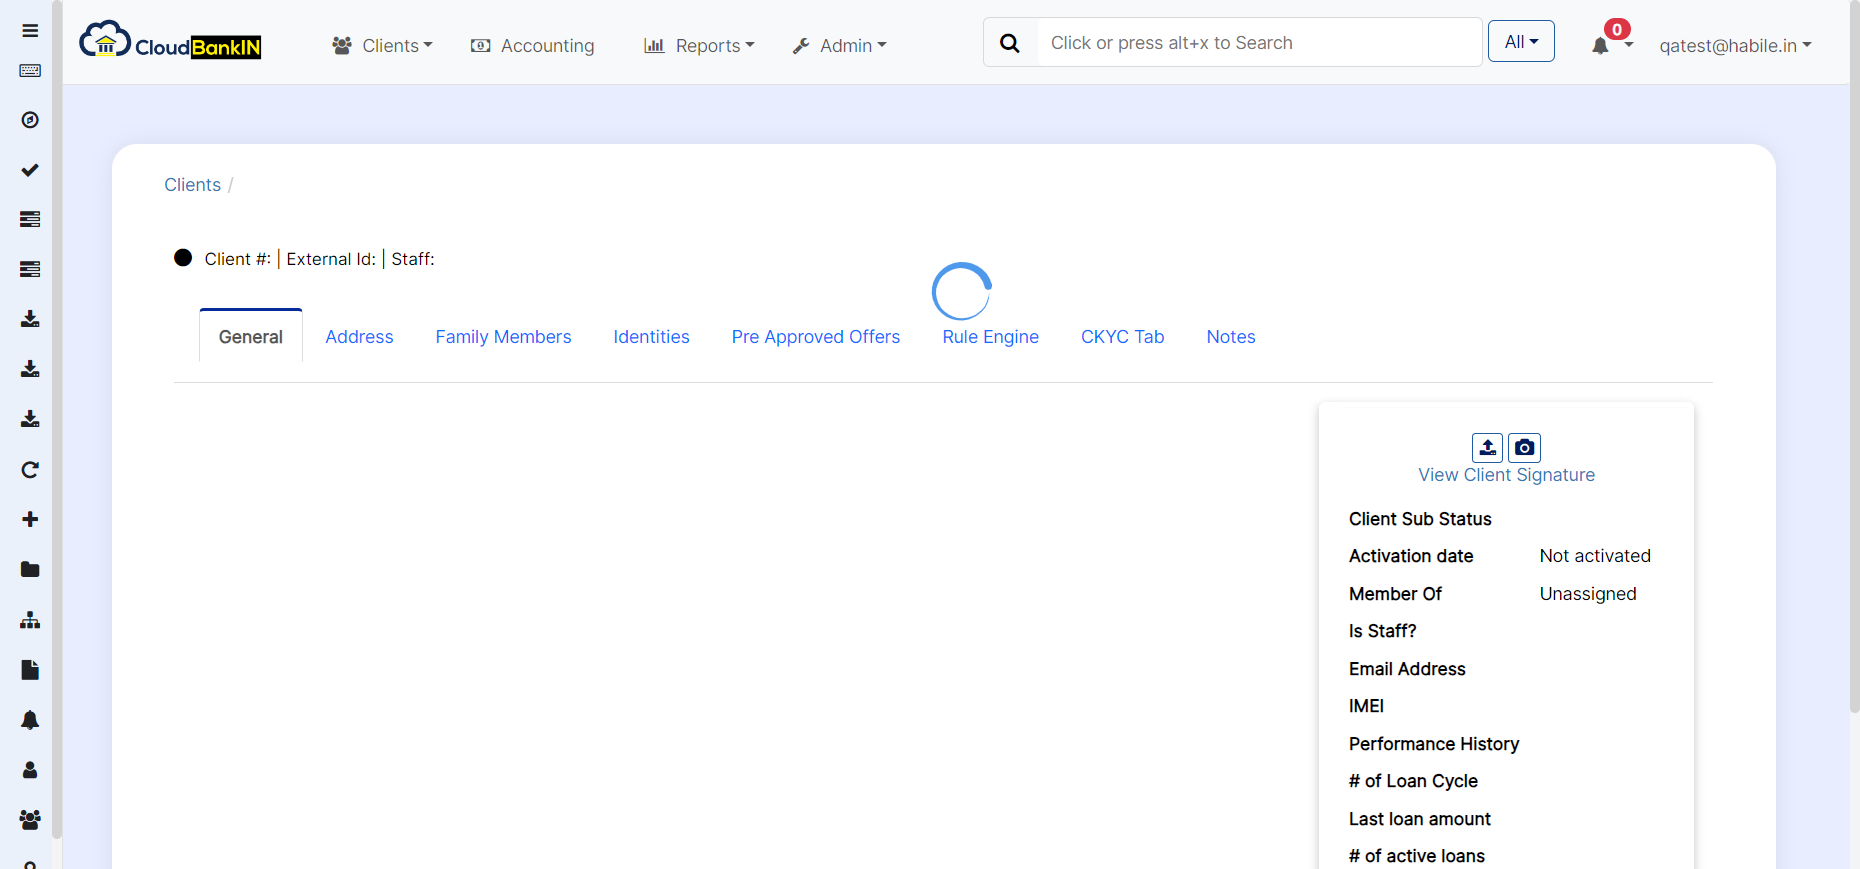 CloudBankIN
Clients
Accounting
Reports
Admin
Click or press alt+x to Search
All
0
qatest@habile.in
Clients /
Client #: | External Id: | Staff:
General
Address
Family Members
Identities
Pre Approved Offers
Rule Engine
CKYC Tab
Notes
View Client Signature
Client Sub Status
Activation date Not activated
Member Of Unassigned
Is Staff?
Email Address
IMEI
Performance History
# of Loan Cycle
Last loan amount
# of active loans